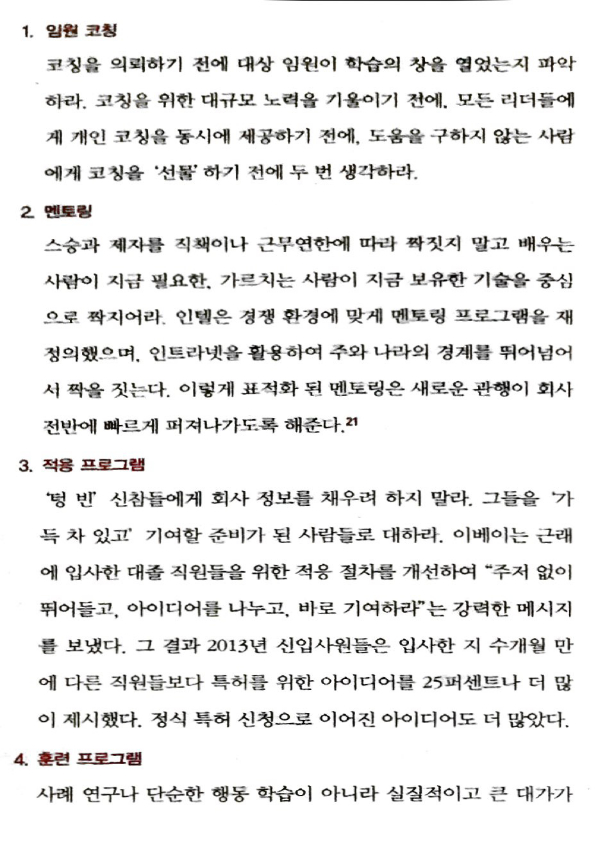 1. 임원 코칭
코칭을 의뢰하기 전에 대상 임원이 학습의 창을 열었는지 파악
하라. 코칭을 위한 대규모 노력을 기울이기 전에, 모든 리더들에
게 개인 코칭을 동시에 제공하기 전에, 도움을 구하지 않는 사람
에게 코칭을 ‘선물’하기 전에 두 번 생각하라.
2. 멘토링
스승과 제자를 직책이나 근무연한에 따라 짝짓지 말고 배우는
사람이 지금 필요한, 가르치는 사람이 지금 보유한 기술을 중심
으로 짝지어라. 인텔은 경쟁 환경에 맞게 멘토링 프로그램을 재
정의했으며, 인트라넷을 활용하여 주와 나라의 경계를 뛰어넘어
서 짝을 짓는다. 이렇게 표적화 된 멘토링은 새로운 관행이 회사
전반에 빠르게 퍼져나가도록 해준다.21
3. 적응 프로그램
‘텅 빈’ 신참들에게 회사 정보를 채우려 하지 말라. 그들을 ‘가
득 차 있고’ 기여할 준비가 된 사람들로 대하라. 이베이는 근래
에 입사한 대졸 직원들을 위한 적응 절차를 개선하여 “주저 없이
뛰어들고, 아이디어를 나누고, 바로 기여하라”는 강력한 메시지
를 보냈다. 그 결과 2013년 신입사원들은 입사한 지 수개월 만
에 다른 직원들보다 특허를 위한 아이디어를 25퍼센트나 더 많
이 제시했다. 정식 특허 신청으로 이어진 아이디어도 더 많았다.
4. 훈련 프로그램
사례 연구나 단순한 행동 학습이 아니라 실질적이고 큰 대가가